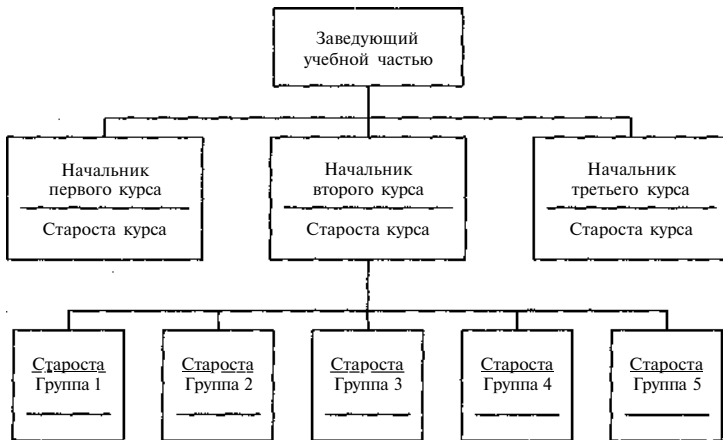 Заведующий
учебной частью
Начальник
первого курса
Староста курса
Начальник
второго курса
Староста курса
Начальник
третьего курса
Староста курса
Староста
Группа 1
Староста
Группа 2
Староста
Группа 3
Староста
Группа 4
Староста
Группа 5